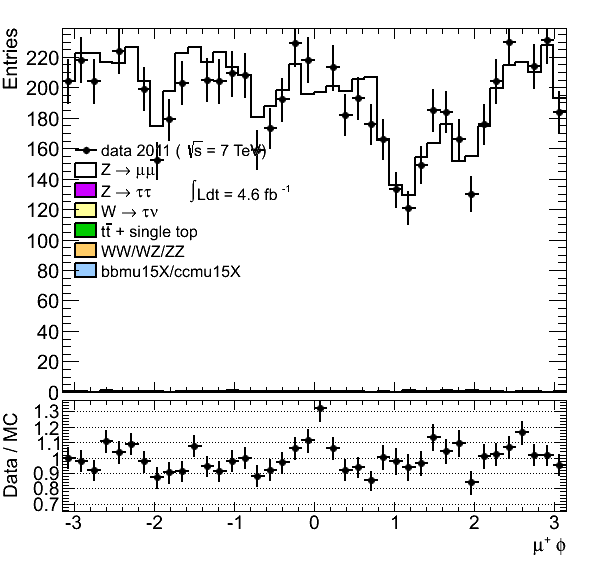 Entries
220
200
180
160
140
120
100
80
60
40
20
0
data 2011 ( √s = 7 TeV)
Z → μμ
Z → ττ
∫Ldt = 4.6 fb -1
W → τν
tt̄ + single top
WW/WZ/ZZ
bbmu15X/ccmu15X
Data / MC
1.3
1.2
1.1
1
0.9
0.8
0.7
-3 -2 -1 0 1 2 3
μ+ ϕ